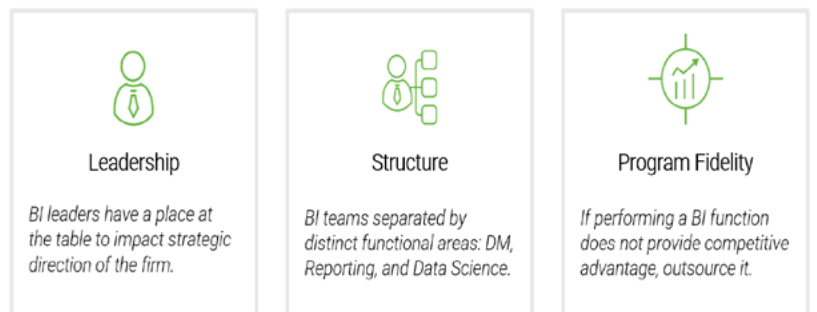 Leadership
BI leaders have a place at
the table to impact strategic
direction of the firm.
Structure
BI teams separated by
distinct functional areas: DM,
Reporting, and Data Science.
Program Fidelity
If performing a BI function
does not provide competitive
advantage, outsource it.